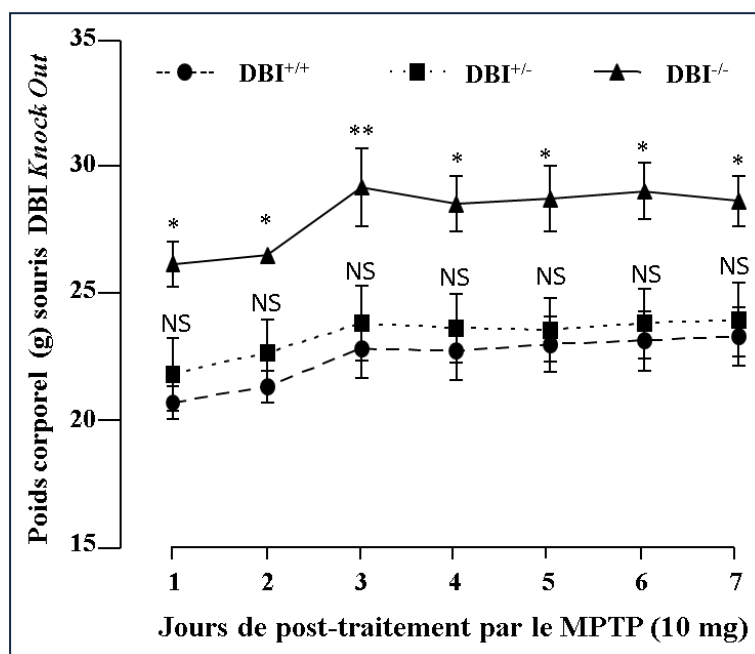 35
DBI+/+ DBI+/- DBI-/-
**
30
* * * * * *
25
NS NS NS NS NS NS NS
20
15
1 2 3 4 5 6 7
Jours de post-traitement par le MPTP (10 mg)
Poids corporel (g) souris DBI Knock Out